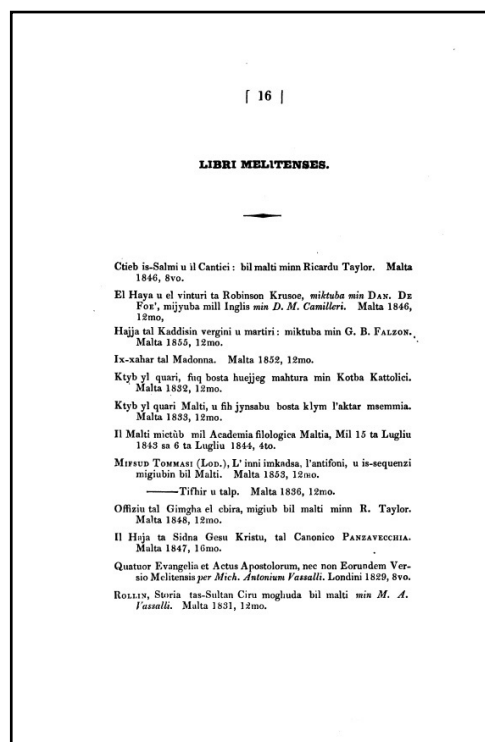 [ 16 ]
LIBRI MELITENSES.
Ctieb is-Salmi u il Cantici : bil malti minn Ricardu Taylor. Malta
1846, 8vo.
El Haya u el vinturi ta Robinson Krusoe, miktuba min DAN. DE
FOE', mijyuba mill Inglis min D. M. Camilleri. Malta 1846,
12mo,
Hajja tal Kaddisin vergini u martiri : miktuba min G. B. FALZON.
Malta 1855, 12mo.
Ix-xahar tal Madonna. Malta 1852, 12mo.
Ktyb yl quari, fuq bosta huejjeg mahtura min Kotba Kattolici.
Malta 1832, 12mo.
Ktyb yl quari Malti, u fih jynsabu bosta klym l'aktar msemmia.
Malta 1833, 12mo.
Il Malti mictùb mil Academia filologica Maltia, Mil 15 ta Lugliu
1843 sa 6 ta Lugliu 1844, 4to.
MIFSUD TOMMASI (LOD.), L' inni imkadsa, l'antifoni, u is-sequenzi
migiubin bil Malti. Malta 1853, 12mo.
——Tifhir u talp. Malta 1836, 12mo.
Offiziu tal Gimgha el cbira, migiub bil malti minn R. Taylor.
Malta 1848, 12mo.
Il Haja ta Sidna Gesu Kristu, tal Canonico PANZAVECCHIA.
Malta 1847, 16mo.
Quatuor Evangelia et Actus Apostolorum, nec non Eorundem Ver-
sio Melitensis per Mich. Antonium Vassalli. Londini 1829, 8vo.
ROLLIN, Storia tas-Sultan Ciru moghuda bil malti min M. A.
Vassalli. Malta 1831, 12mo.